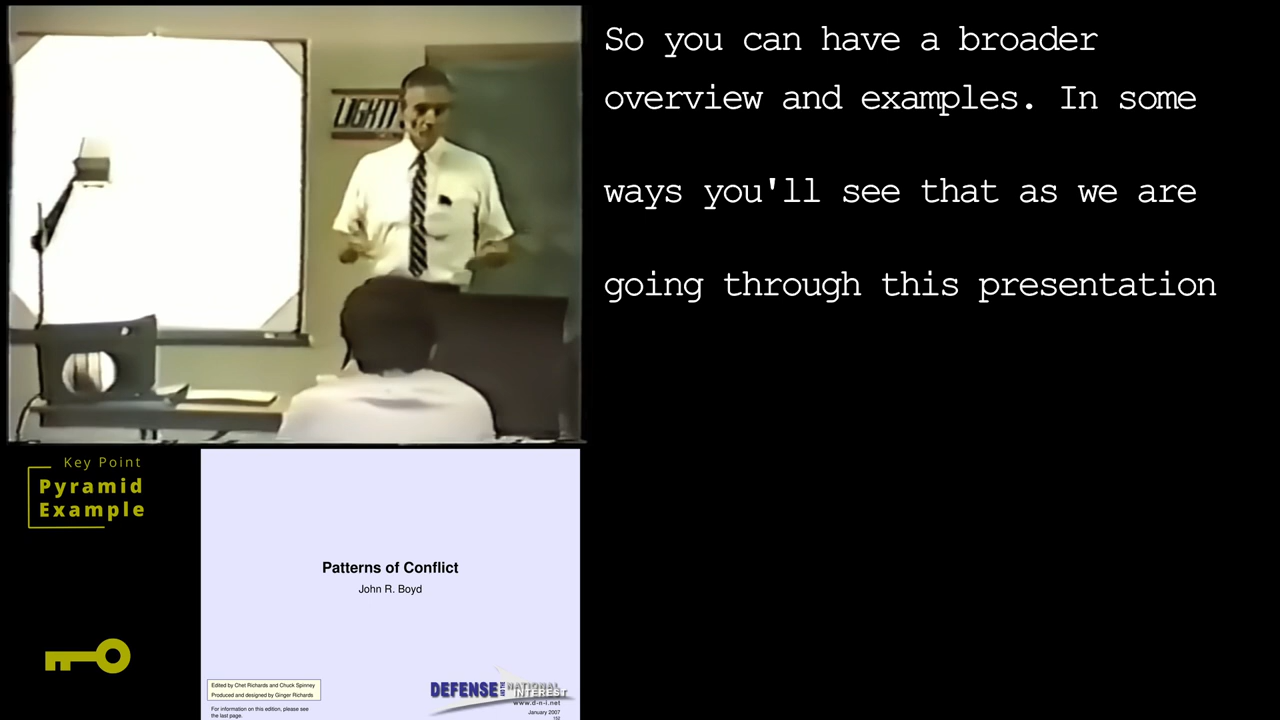 So you can have a broader
overview and examples. In some
ways you'll see that as we are
going through this presentation
LIGHT
Key Point
Pyramid
Example
Patterns of Conflict
John R. Boyd
Edited by Chet Richards and Chuck Spinney
Produced and designed by Ginger Richards
For information on this edition, please see
the last page.
DEFENSE AND THE NATIONAL INTEREST
www.d-n-i.net
January 2007
152